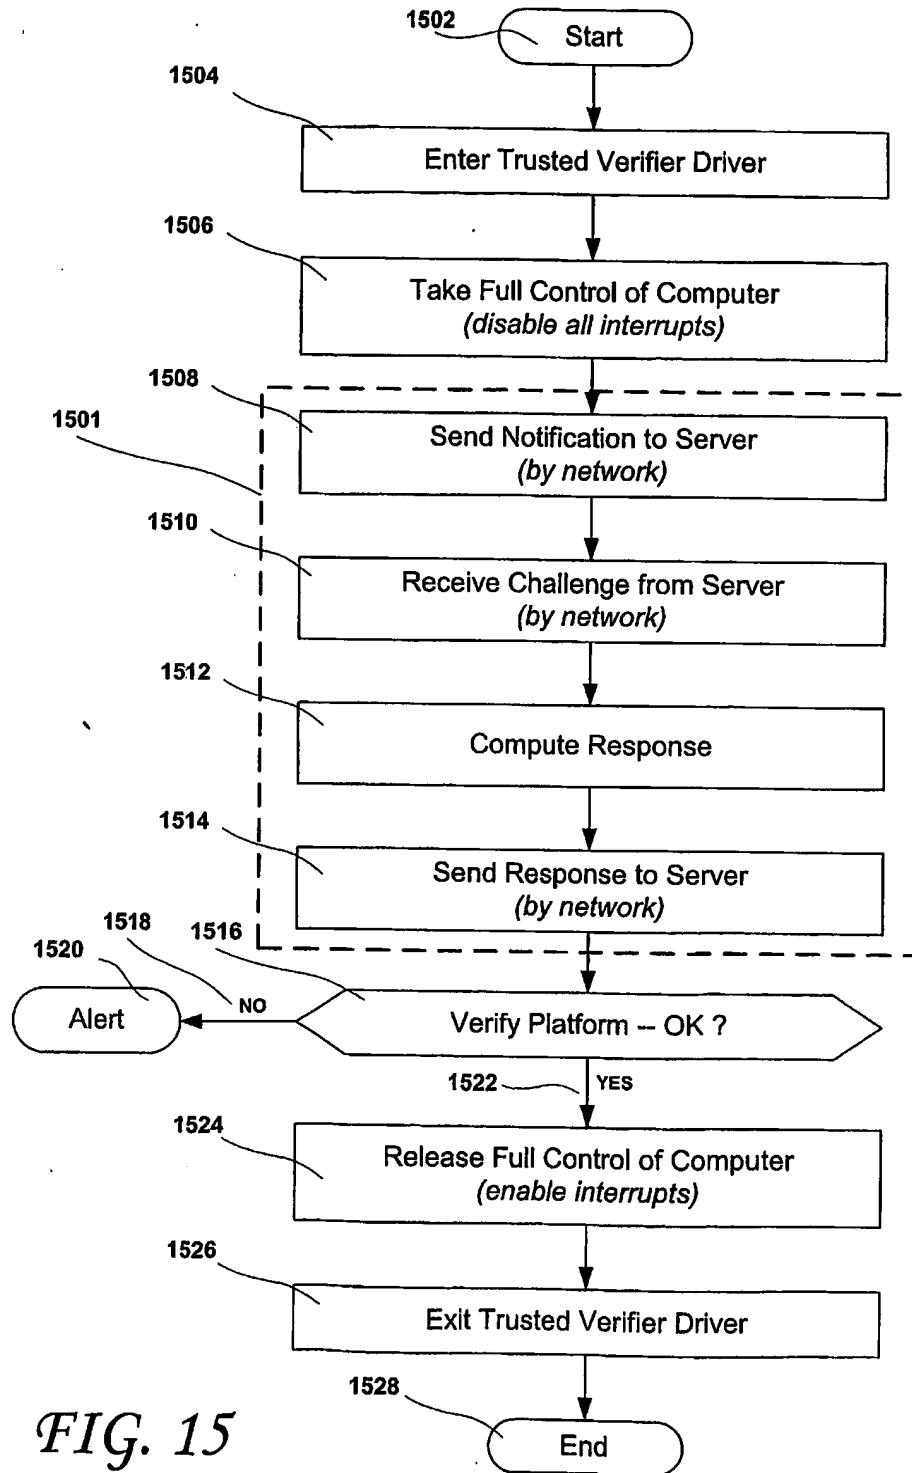 1502
Start
1504
Enter Trusted Verifier Driver
1506
Take Full Control of Computer
(disable all interrupts)
1508
1501
Send Notification to Server
(by network)
1510
Receive Challenge from Server
(by network)
1512
Compute Response
1514
Send Response to Server
(by network)
1518
1516
1520
NO
Alert
Verify Platform -- OK ?
1522
YES
1524
Release Full Control of Computer
(enable interrupts)
1526
Exit Trusted Verifier Driver
1528
End
FIG. 15